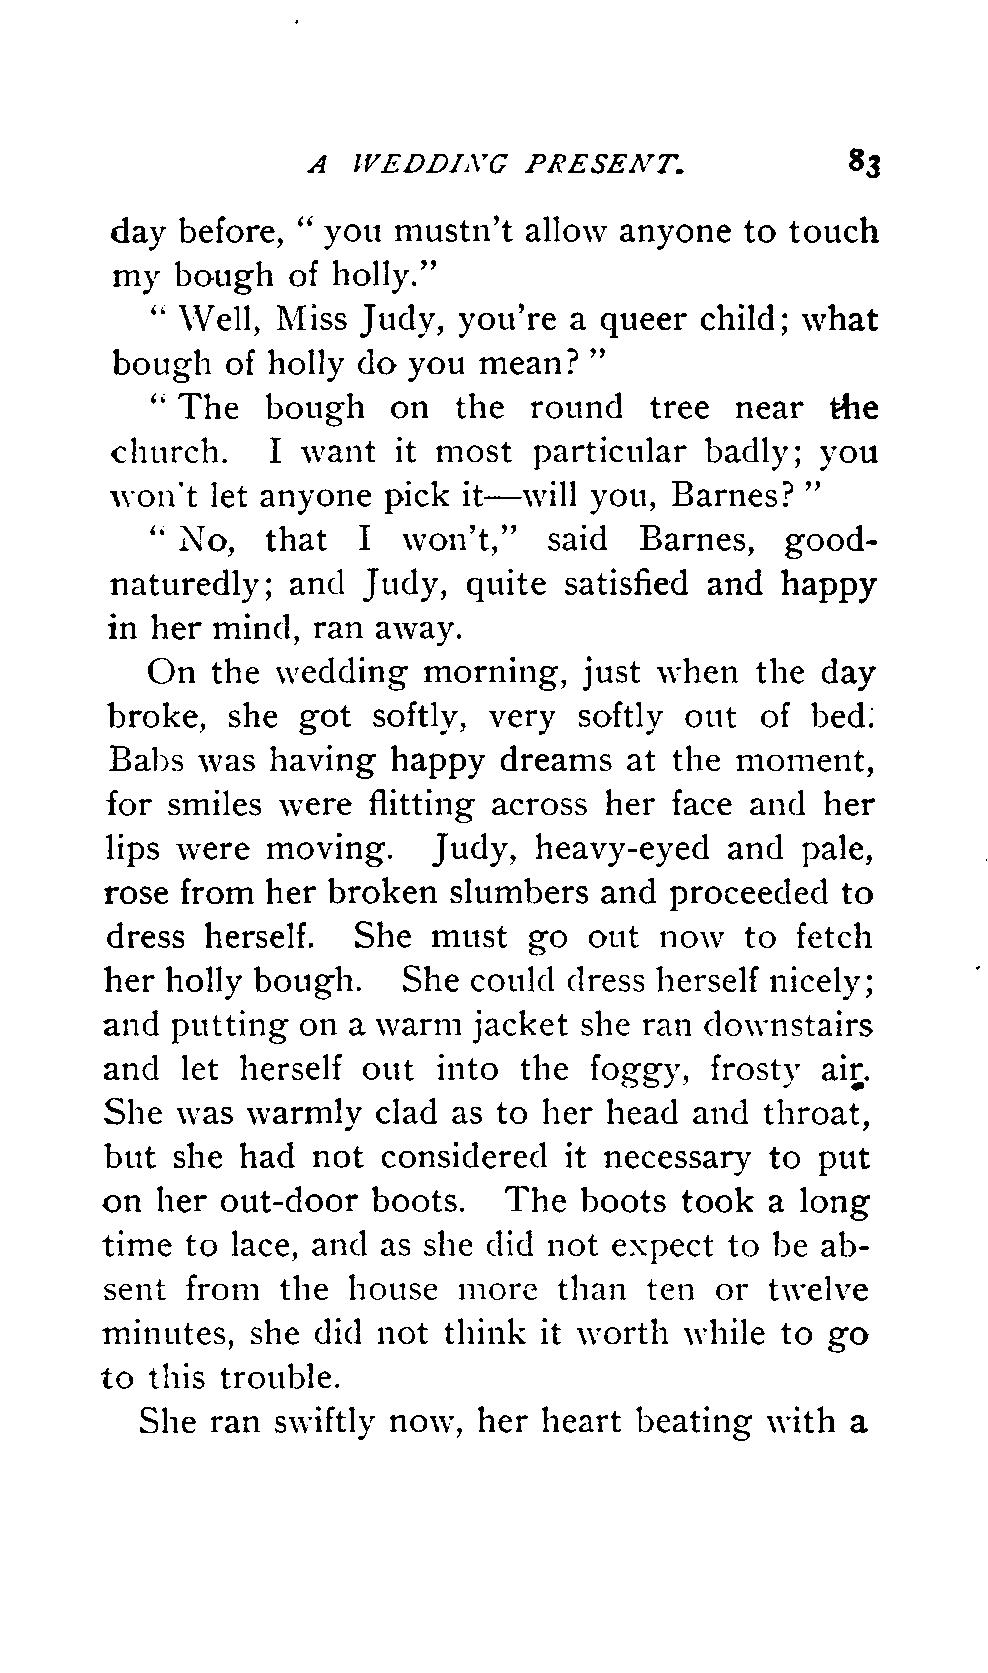 A WEDDING PRESENT. 83
day before, " you mustn't allow anyone to touch
my bough of holly."
" Well, Miss Judy, you're a queer child; what
bough of holly do you mean? "
" The bough on the round tree near the
church. I want it most particular badly; you
won't let anyone pick it—will you, Barnes? "
" No, that I won't," said Barnes, good-
naturedly; and Judy, quite satisfied and happy
in her mind, ran away.
On the wedding morning, just when the day
broke, she got softly, very softly out of bed.
Babs was having happy dreams at the moment,
for smiles were flitting across her face and her
lips were moving. Judy, heavy-eyed and pale,
rose from her broken slumbers and proceeded to
dress herself. She must go out now to fetch
her holly bough. She could dress herself nicely;
and putting on a warm jacket she ran downstairs
and let herself out into the foggy, frosty air.
She was warmly clad as to her head and throat,
but she had not considered it necessary to put
on her out-door boots. The boots took a long
time to lace, and as she did not expect to be ab-
sent from the house more than ten or twelve
minutes, she did not think it worth while to go
to this trouble.
She ran swiftly now, her heart beating with a